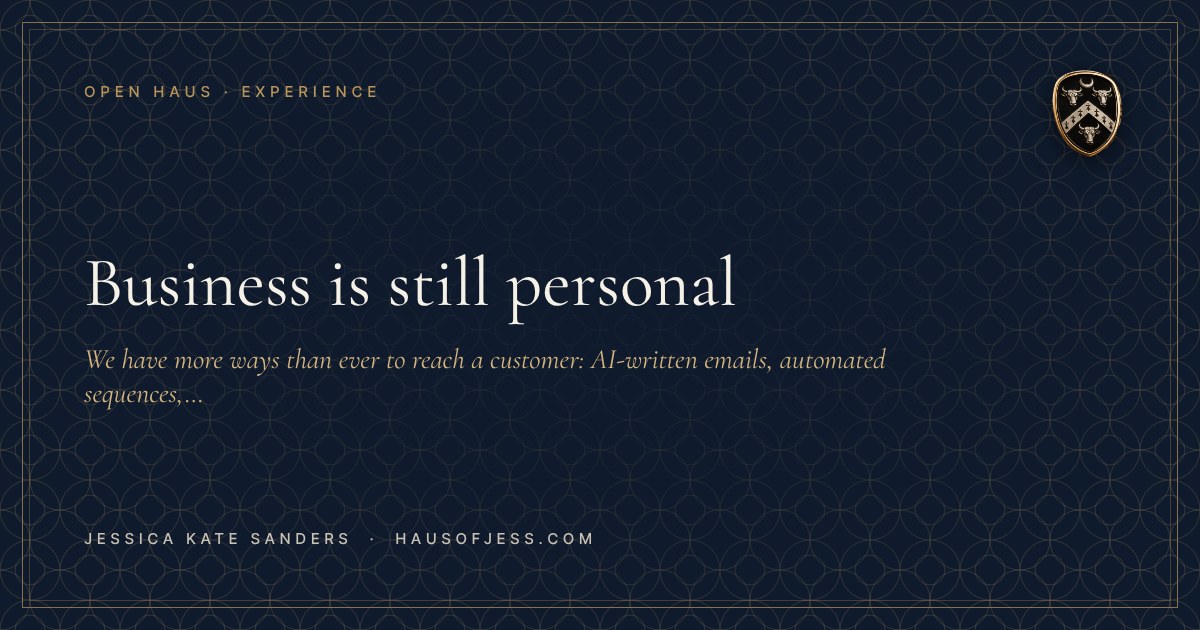 OPEN HAUS · EXPERIENCE
Business is still personal
We have more ways than ever to reach a customer: AI-written emails, automated
sequences,…
JESSICA KATE SANDERS · HAUSOFJESS.COM